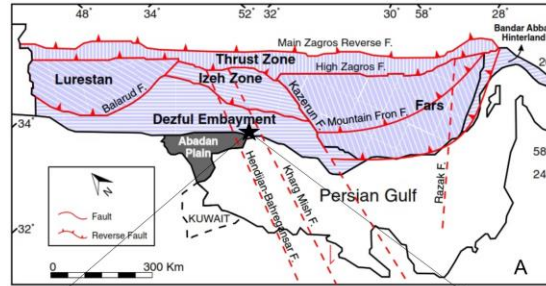 48' 34' 52' 32' 30' 58' 28'
Bandar Abba
Hinterland
Main Zagros Reverse F.
Thrust Zone
High Zagros F.
Lurestan
Izeh Zone
Balarud F.
Kazerun F.
Mountain Fron F.
Fars
Dezful Embayment
34'
Abadan
Plain
58
24
Persian Gulf
Razak F.
Hendijan-Bahregansar F.
Kharg Mish F.
KUWAIT
N
Fault
Reverse Fault
32'
0 300 Km
A